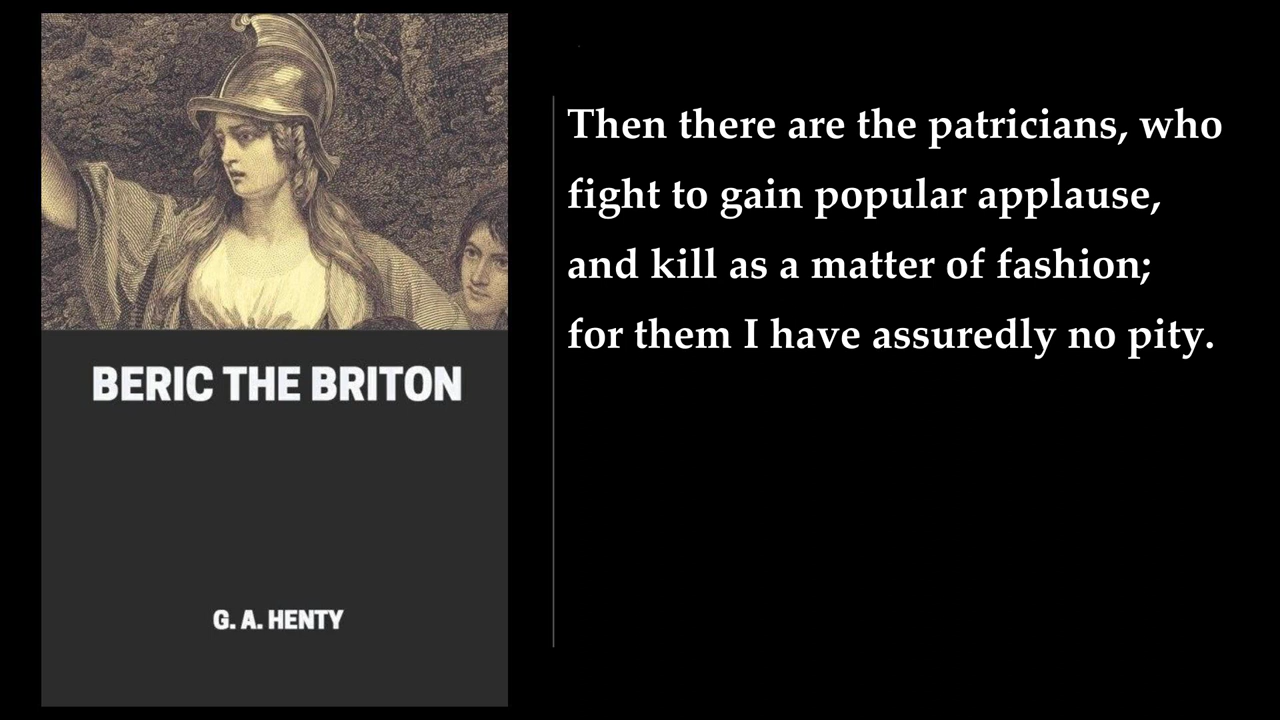 BERIC THE BRITON
G. A. HENTY
Then there are the patricians, who
fight to gain popular applause,
and kill as a matter of fashion;
for them I have assuredly no pity.